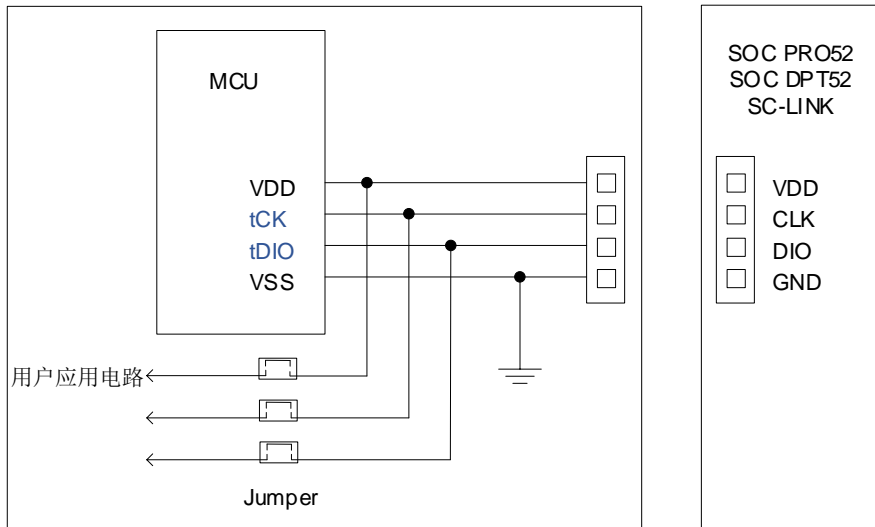 MCU
VDD
tCK
tDIO
VSS
用户应用电路
Jumper
SOC PRO52
SOC DPT52
SC-LINK
VDD
CLK
DIO
GND